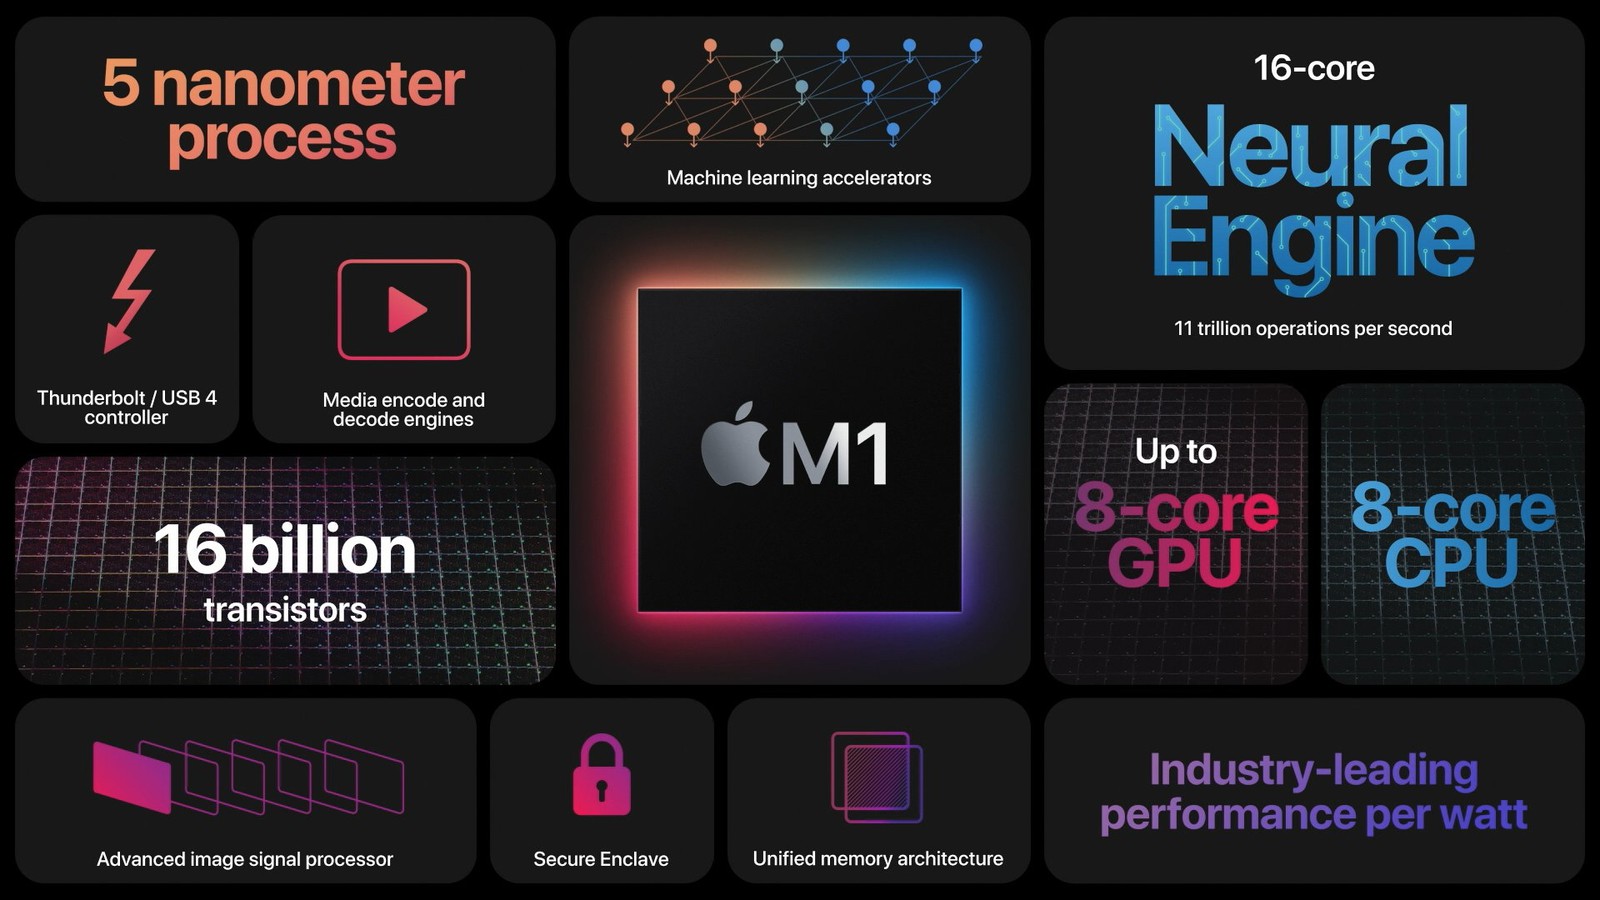 5 nanometer
process
Machine learning accelerators
16-core
Neural
Engine
11 trillion operations per second
Thunderbolt / USB 4
controller
Media encode and
decode engines
M1
Up to
8-core
GPU
8-core
CPU
16 billion
transistors
Advanced image signal processor
Secure Enclave
Unified memory architecture
Industry-leading
performance per watt